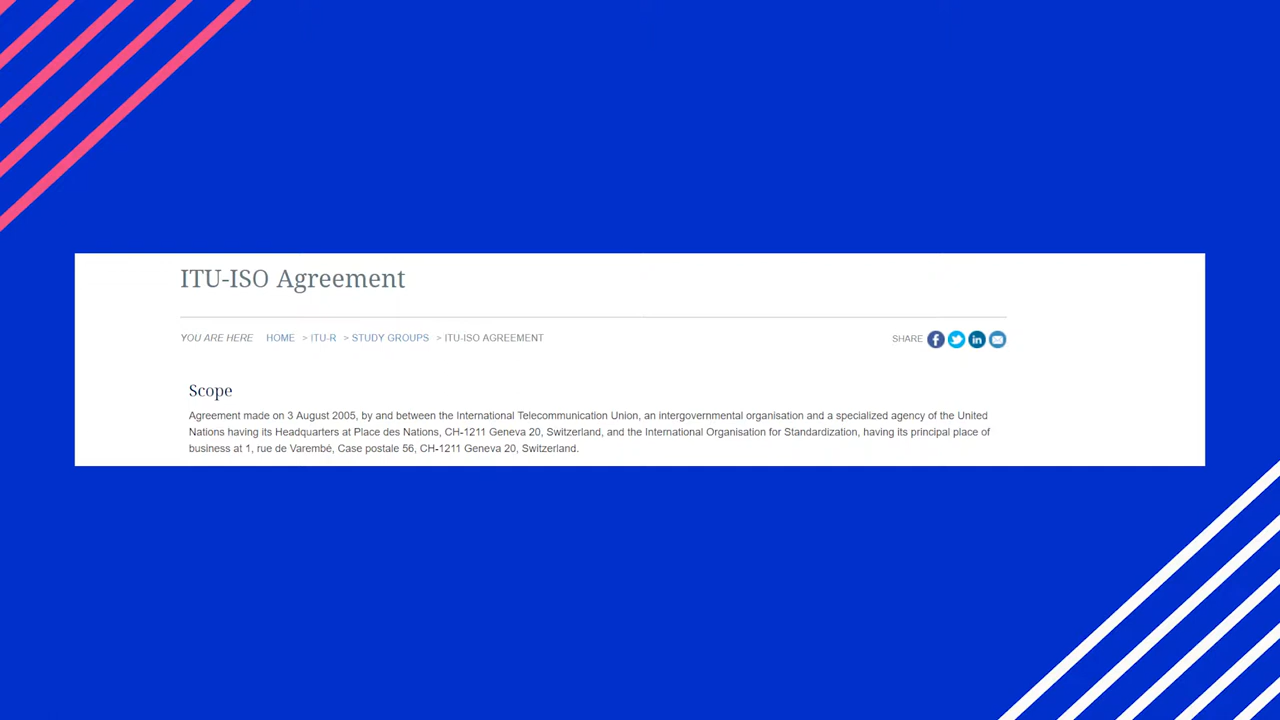 ITU-ISO Agreement
YOU ARE HERE HOME > ITU-R > STUDY GROUPS > ITU-ISO AGREEMENT SHARE
Scope
Agreement made on 3 August 2005, by and between the International Telecommunication Union, an intergovernmental organisation and a specialized agency of the United
Nations having its Headquarters at Place des Nations, CH-1211 Geneva 20, Switzerland, and the International Organisation for Standardization, having its principal place of
business at 1, rue de Varembé, Case postale 56, CH-1211 Geneva 20, Switzerland.